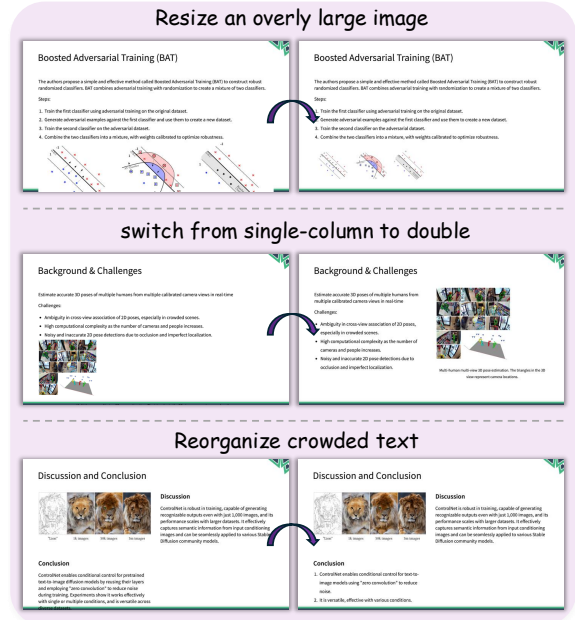 Resize an overly large image
Boosted Adversarial Training (BAT)
The authors propose a simple and effective method called Boosted Adversarial Training (BAT) to construct robust
randomized classifiers. BAT combines adversarial training with randomization to create a mixture of two classifiers.
Steps:
1. Train the first classifier using adversarial training on the original dataset.
2. Generate adversarial examples against the first classifier and use them to create a new dataset.
3. Train the second classifier on the adversarial dataset.
4. Combine the two classifiers into a mixture, with weights calibrated to optimize robustness.
Boosted Adversarial Training (BAT)
The authors propose a simple and effective method called Boosted Adversarial Training (BAT) to construct robust
randomized classifiers. BAT combines adversarial training with randomization to create a mixture of two classifiers.
Steps:
1. Train the first classifier using adversarial training on the original dataset.
Generate adversarial examples against the first classifier and use them to create a new dataset.
3. Train the second classifier on the adversarial dataset.
4. Combine the two classifiers into a mixture, with weights calibrated to optimize robustness.
switch from single-column to double
Background & Challenges
Estimate accurate 3D poses of multiple humans from multiple calibrated camera views in real-time
Challenges:
• Ambiguity in cross-view association of 2D poses, especially in crowded scenes.
• High computational complexity as the number of cameras and people increases.
• Noisy and inaccurate 2D pose detections due to occlusion and imperfect localization.
Background & Challenges
Estimate accurate 3D poses of multiple humans from
multiple calibrated camera views in real-time
Challenges:
• Ambiguity in cross-view association of 2D poses,
especially in crowded scenes.
• High computational complexity as the number of
cameras and people increases.
• Noisy and inaccurate 2D pose detections due to
occlusion and imperfect localization.
Multi-human multi-view 3D pose estimation. The triangles in the 3D
view represent camera locations.
Reorganize crowded text
Discussion and Conclusion
"Lion"
Discussion
ControlNet is robust in training, capable of generating
recognizable outputs even with just 1,000 images, and its
performance scales with larger datasets. It effectively
captures semantic information from input conditioning
images and can be seamlessly applied to various Stable
Diffusion community models.
Conclusion
ControlNet enables conditional control for pretrained
text-to-image diffusion models by reusing their layers
and employing "zero convolution" to reduce noise
during training. Experiments show it works effectively
with single or multiple conditions, and is versatile across
Discussion and Conclusion
"Lion"
Discussion
ControlNet is robust in training, capable of generating
recognizable outputs even with just 1,000 images, and its
performance scales with larger datasets. It effectively
captures semantic information from input conditioning
images and can be seamlessly applied to various Stable
Diffusion community models.
Conclusion
1. ControlNet enables conditional control for text-to-
image models using "zero convolution" to reduce
noise.
2. It is versatile, effective with various conditions.